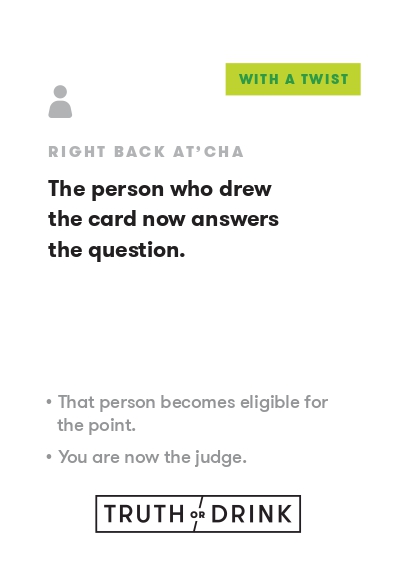 WITH A TWIST
RIGHT BACK AT'CHA
The person who drew
the card now answers
the question.
• That person becomes eligible for
the point.
• You are now the judge.
TRUTH OR DRINK